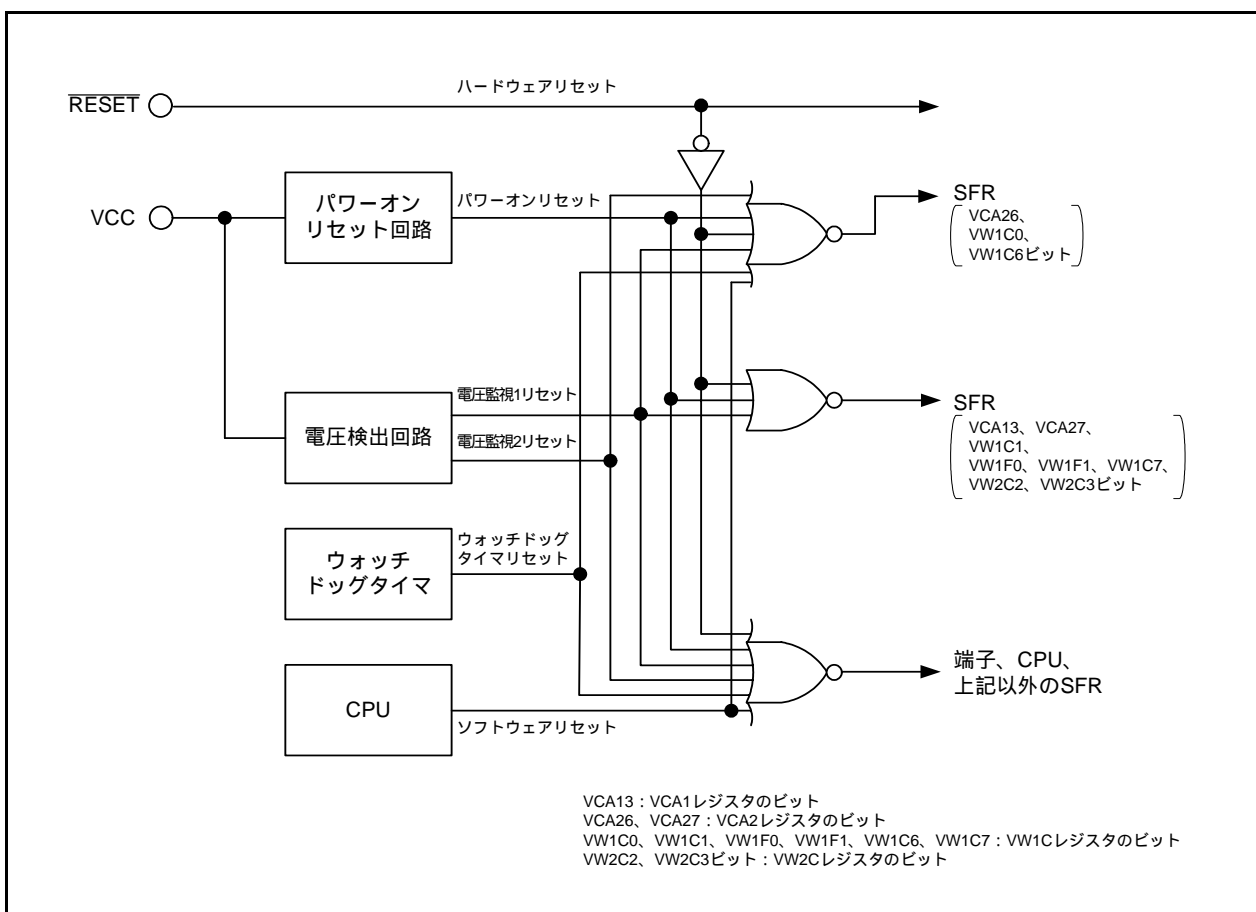 ハードウェアリセット
RESET
パワーオン
リセット回路
パワーオンリセット
VCC
SFR
VCA26、
VW1C0、
VW1C6ビット
電圧検出回路
電圧監視1リセット
電圧監視2リセット
SFR
VCA13、VCA27、
VW1C1、
VW1F0、VW1F1、VW1C7、
VW2C2、VW2C3ビット
ウォッチ
ドッグタイマ
ウォッチドッグ
タイマリセット
CPU
ソフトウェアリセット
端子、CPU、
上記以外のSFR
VCA13：VCA1レジスタのビット
VCA26、VCA27：VCA2レジスタのビット
VW1C0、VW1C1、VW1F0、VW1F1、VW1C6、VW1C7：VW1Cレジスタのビット
VW2C2、VW2C3ビット：VW2Cレジスタのビット